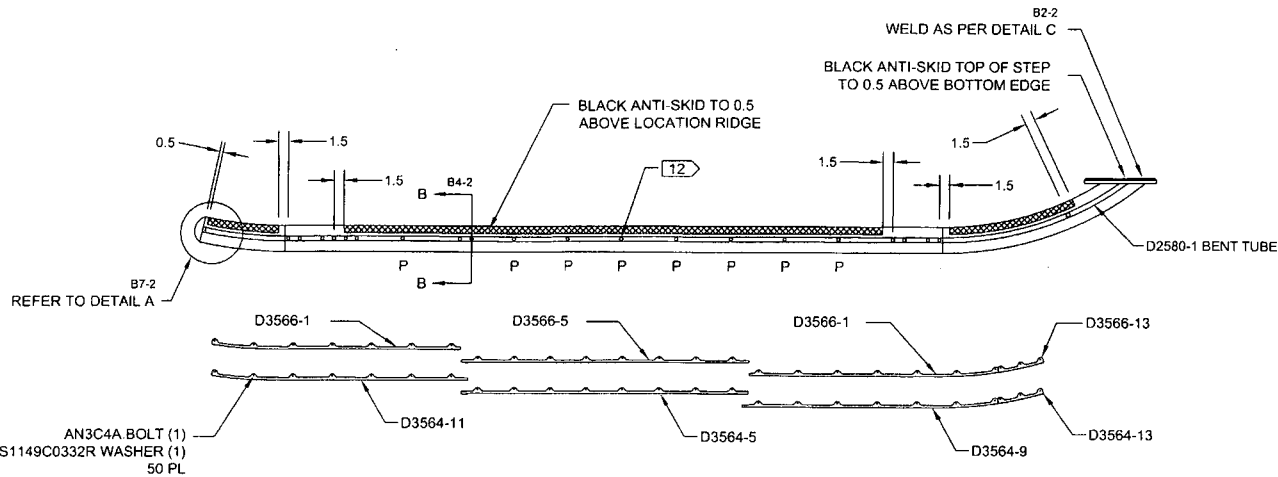 B2-2
WELD AS PER DETAIL C
BLACK ANTI-SKID TOP OF STEP
TO 0.5 ABOVE BOTTOM EDGE
BLACK ANTI-SKID TO 0.5
ABOVE LOCATION RIDGE
0.5
1.5
1.5
1.5
1.5
1.5
12
B
B4-2
D2580-1 BENT TUBE
P
P
P
P
P
P
P
P
B
B7-2
REFER TO DETAIL A
D3566-1
D3566-5
D3566-1
D3566-13
D3564-11
D3564-5
D3564-9
D3564-13
AN3C4A BOLT (1)
S1149C0332R WASHER (1)
50 PL